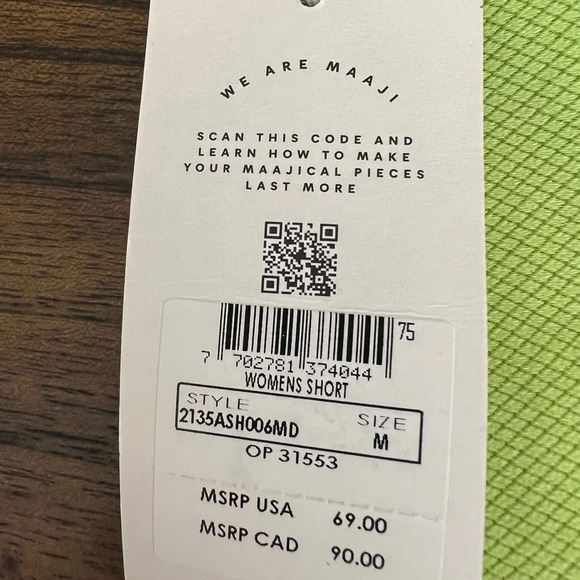 WE ARE MAAJI
SCAN THIS CODE AND
LEARN HOW TO MAKE
YOUR MAAJICAL PIECES
LAST MORE
75
7 702781 374044
WOMENS SHORT
STYLE SIZE
2135ASH006MD M
OP 31553
MSRP USA 69.00
MSRP CAD 90.00